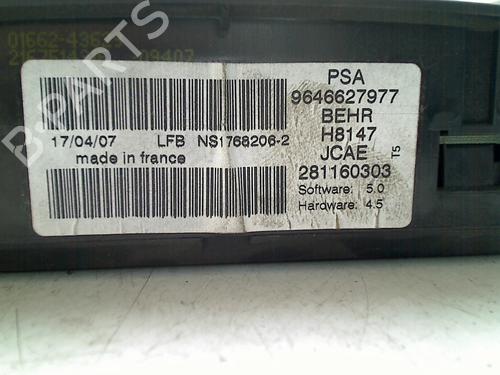 PSA
9646627977
BEHR
H8147
JCAE T5
281160303
Software: 5.0
Hardware: 4.5
17/04/07 LFB NS1768206-2
made in france
B-PARTS